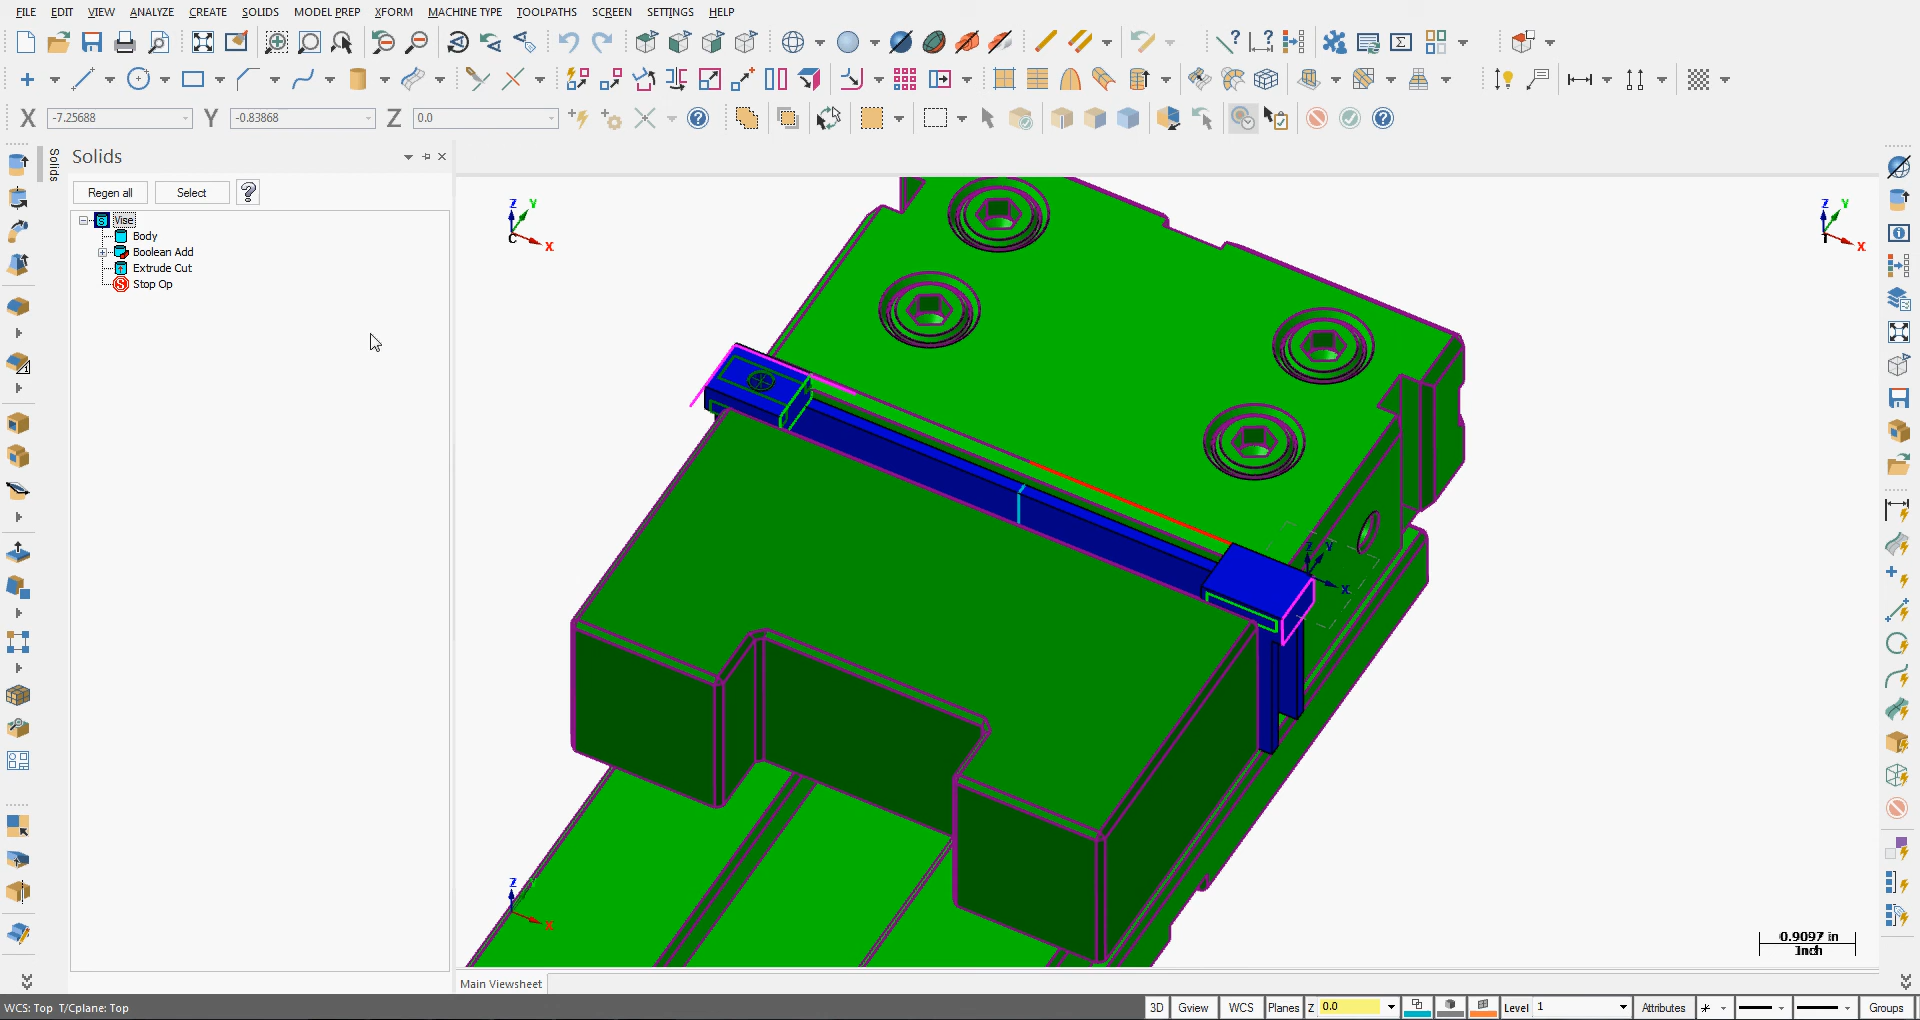 FILE EDIT VIEW ANALYZE CREATE SOLIDS MODEL PREP XFORM MACHINE TYPE TOOLPATHS SCREEN SETTINGS HELP
X -7.25688 Y -0.83868 Z 0.0
Solids
Solids
Regen all Select ?
Vise
Body
Boolean Add
Extrude Cut
Stop Op
Z Y X C
Z Y X T
Z Y X
Z Y X
0.9097 in
Inch
Main Viewsheet
WCS: Top T/Cplane: Top 3D Gview WCS Planes Z 0.0 Level 1 Attributes Groups